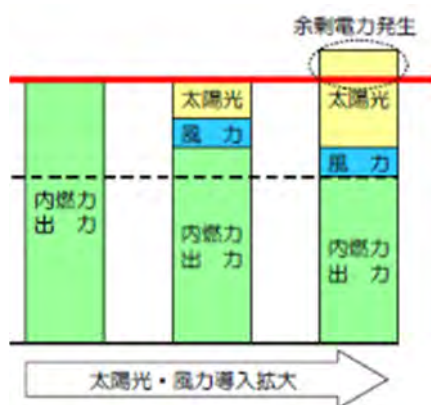 余剰電力発生
太陽光
風　力
内燃力
出　力
太陽光
風　力
内燃力
出　力
内燃力
出　力
太陽光・風力導入拡大